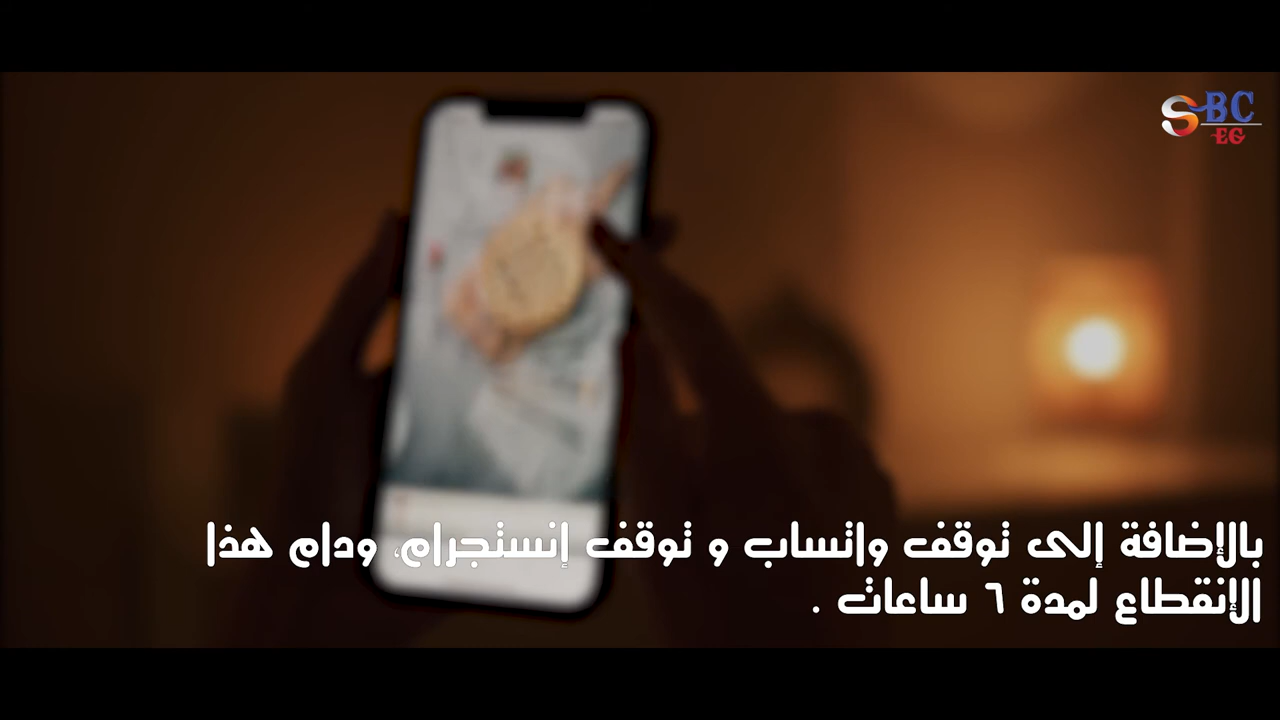 SBC
EG
بالإضافة إلى توقف واتساب و توقف إنستجرام، ودام هذا
الإنقطاع لمدة ٦ ساعات .